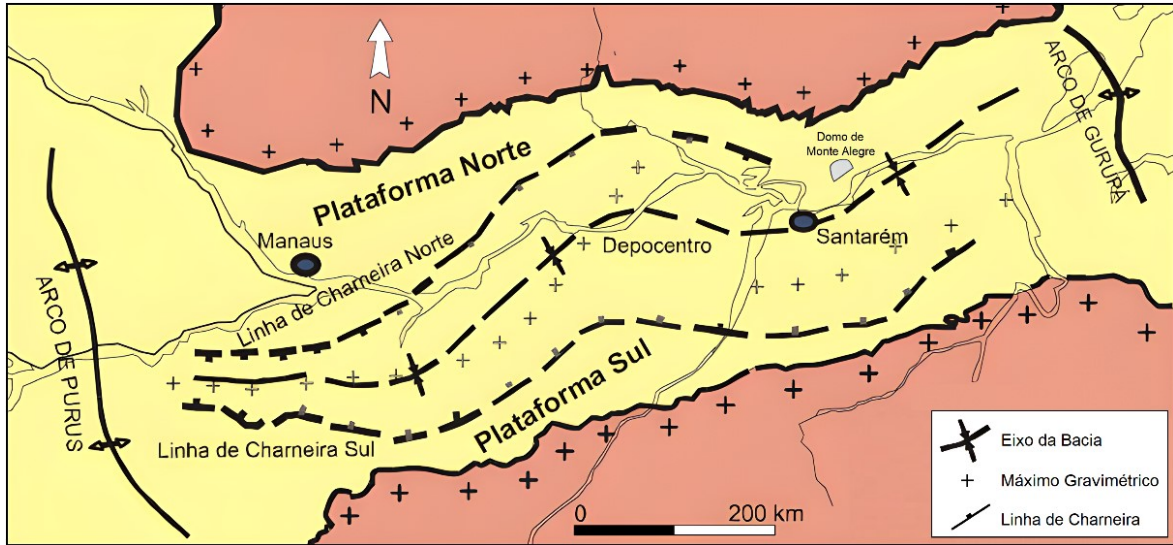 N
ARCO DE GURUPÁ
Domo de
Monte Alegre
Plataforma Norte
Manaus
Santarém
Depocentro
Linha de Charneira Norte
ARCO DE PURUS
Plataforma Sul
Linha de Charneira Sul
Eixo da Bacia
Máximo Gravimétrico
Linha de Charneira
0 200 km